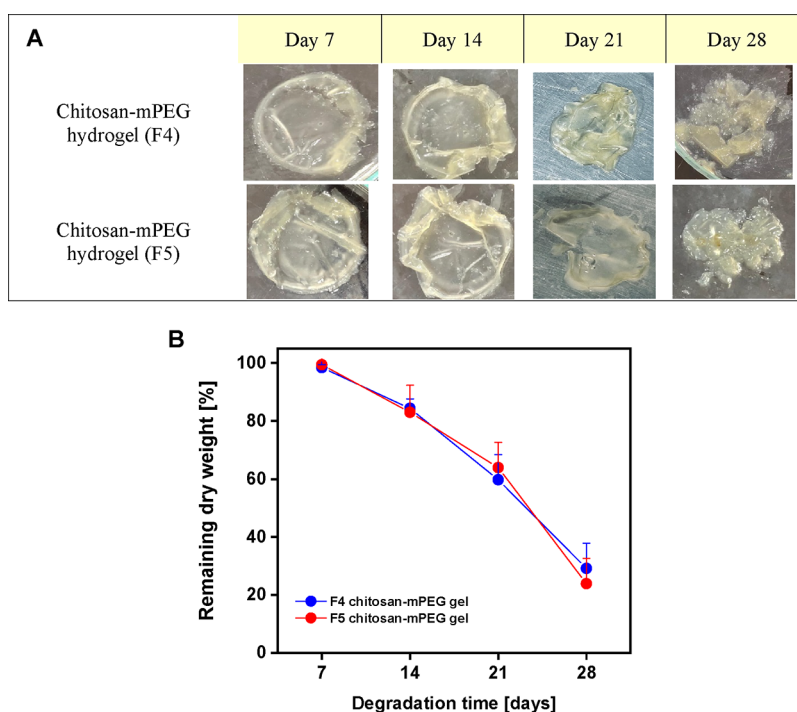 A
Day 7
Day 14
Day 21
Day 28
Chitosan-mPEG
hydrogel (F4)
Chitosan-mPEG
hydrogel (F5)
B
100
80
60
40
20
0
Remaining dry weight [%]
F4 chitosan-mPEG gel
F5 chitosan-mPEG gel
7
14
21
28
Degradation time [days]